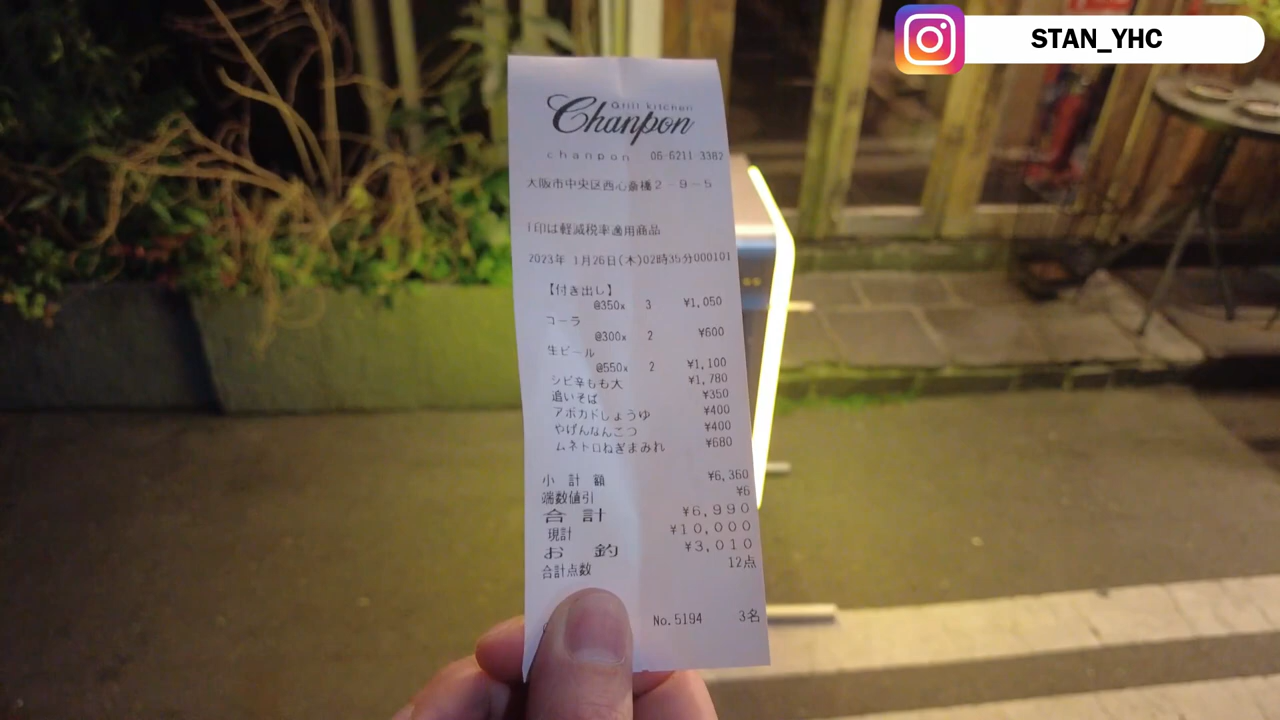 STAN_YHC
Grill kitchen
Chanpon
chanpon 06-6211-3382
大阪市中央区西心斎橋2-9-5
印は軽減税率適用商品
2023年 1月26日(木)02時35分000101
【付き出し】
@350x 3 ¥1,050
コーラ
@300x 2 ¥600
生ビール
@550x 2 ¥1,100
シビ辛もも大 ¥1,780
追いそば ¥350
アボカドしょうゆ ¥400
やげんなんこつ ¥400
ムネトロねぎまみれ ¥680
小計額 ¥6,360
端数値引 ¥6
合計 ¥6,990
現計 ¥10,000
お釣 ¥3,010
合計点数 12点
No.5194 3名